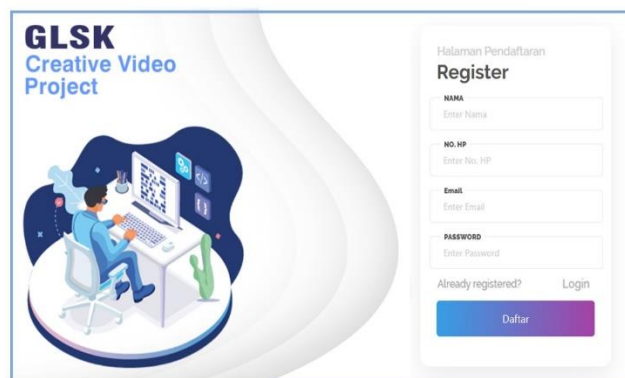 GLSK
Creative Video
Project
Halaman Pendaftaran
Register
NAMA
Enter Nama
NO. HP
Enter No. HP
Email
Enter Email
PASSWORD
Enter Password
Already registered? Login
Daftar